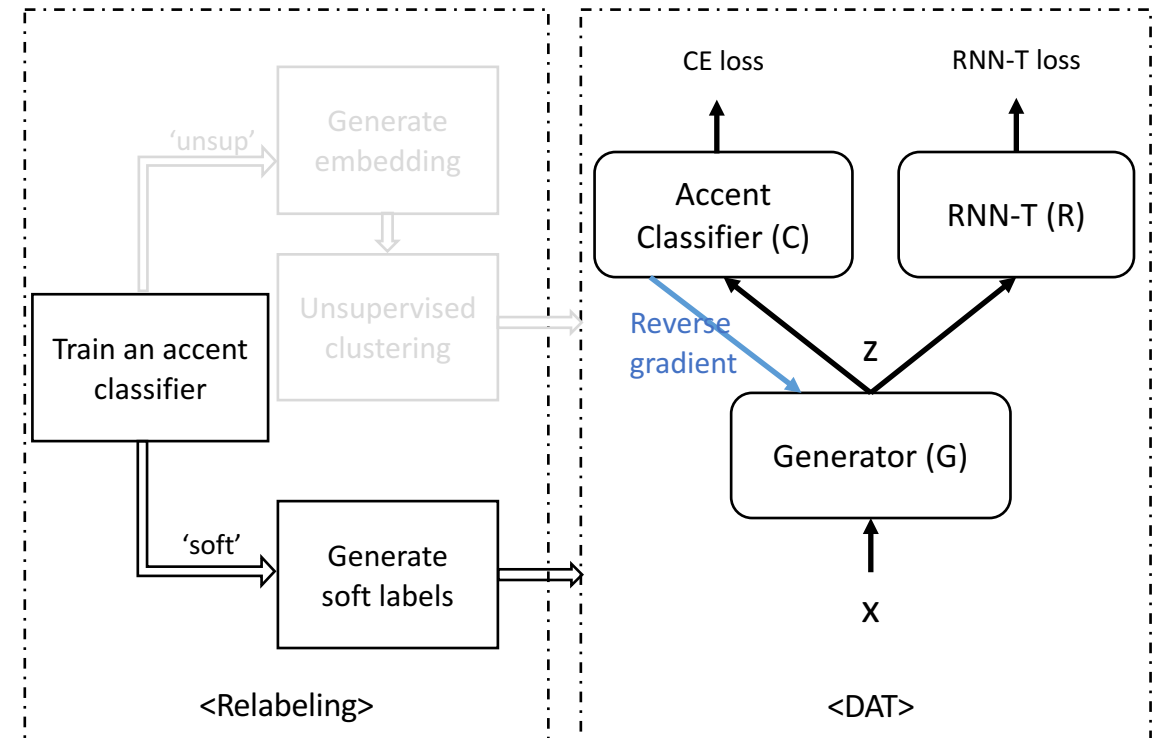 'unsup'
Generate
embedding
Unsupervised
clustering
Train an accent
classifier
'soft'
Generate
soft labels
<Relabeling>
CE loss
RNN-T loss
Accent
Classifier (C)
RNN-T (R)
Reverse
gradient
z
Generator (G)
x
<DAT>